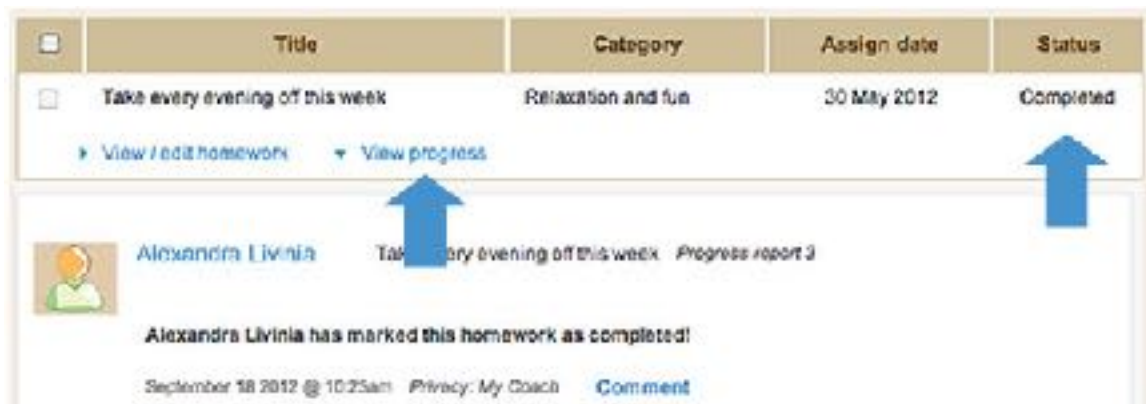 Title Category Assign date Status
Take every evening off this week Relaxation and fun 30 May 2012 Completed
View / edit homework View progress
Alexandra Livinia Take every evening off this week Progress report 3
Alexandra Livinia has marked this homework as completed!
September 18 2012 @ 10:25am Privacy: My Coach Comment